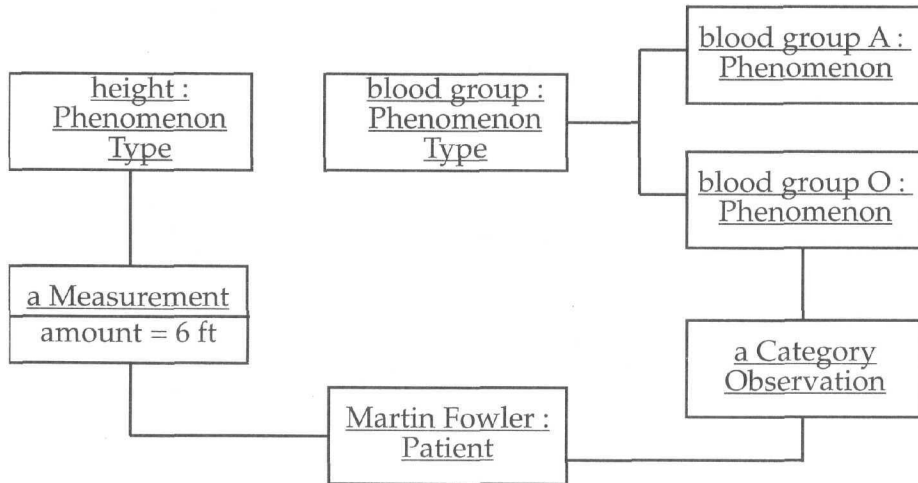 height :
Phenomenon
Type
blood group :
Phenomenon
Type
blood group A :
Phenomenon
blood group O :
Phenomenon
a Measurement
amount = 6 ft
a Category
Observation
Martin Fowler :
Patient